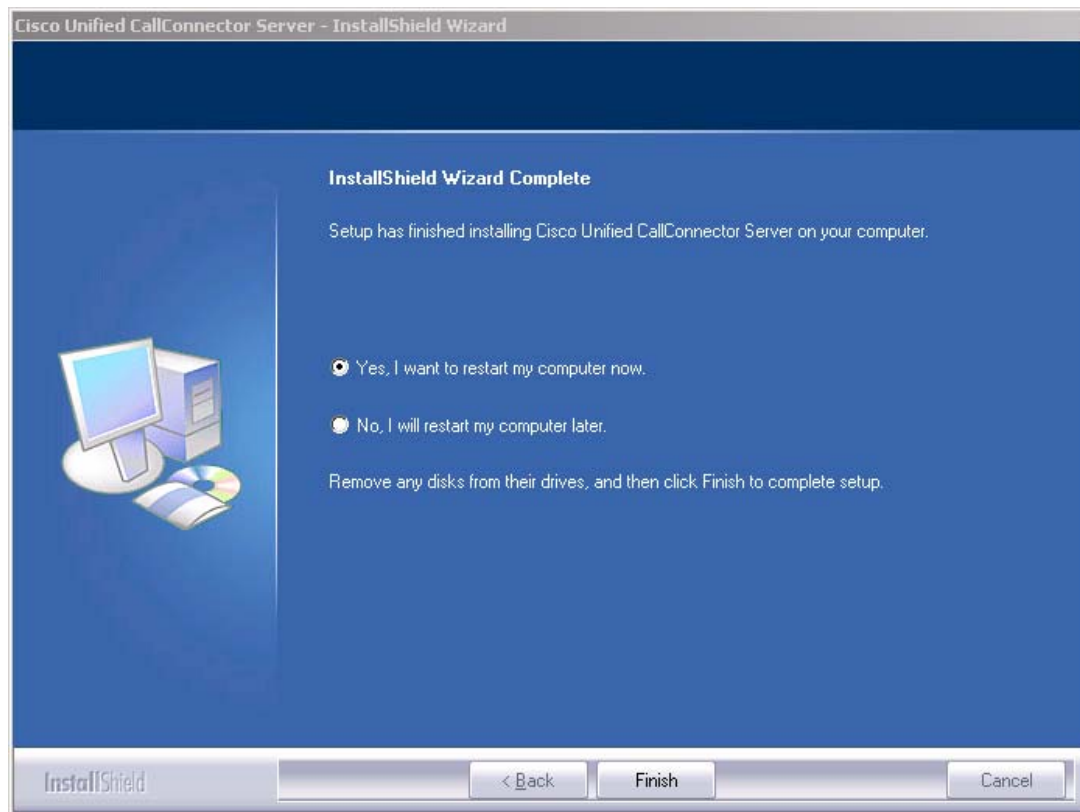 Cisco Unified CallConnector Server - InstallShield Wizard
InstallShield Wizard Complete
Setup has finished installing Cisco Unified CallConnector Server on your computer.
Yes, I want to restart my computer now.
No, I will restart my computer later.
Remove any disks from their drives, and then click Finish to complete setup.
InstallShield
< Back
Finish
Cancel